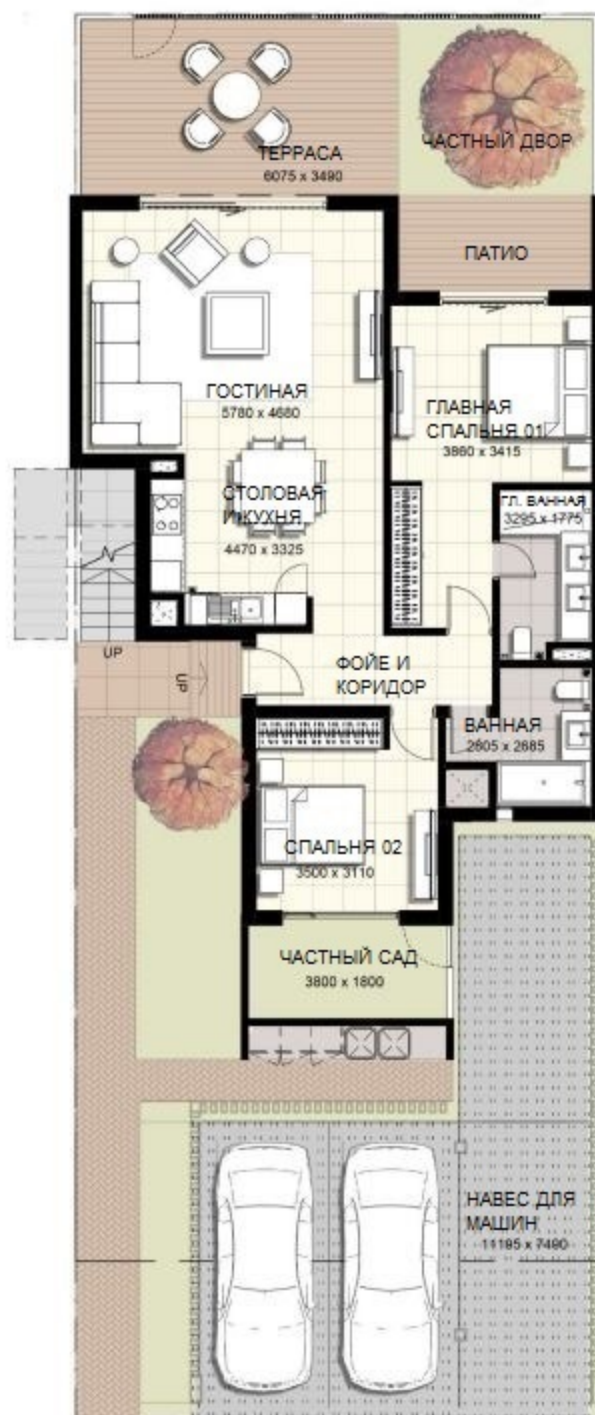 ЧАСТНЫЙ ДВОР
ТЕРРАСА
6075 x 3490
ПАТИО
ГОСТИНАЯ
5780 x 4680
ГЛАВНАЯ
СПАЛЬНЯ 01
3860 x 3415
СТОЛОВАЯ
И КУХНЯ
4470 x 3325
ГЛ. ВАННАЯ
3295 x 1775
UP
UP
ФОЙЕ И
КОРИДОР
ВАННАЯ
2605 x 2685
СПАЛЬНЯ 02
3500 x 3110
ЧАСТНЫЙ САД
3800 x 1800
НАВЕС ДЛЯ
МАШИН
11195 x 7490